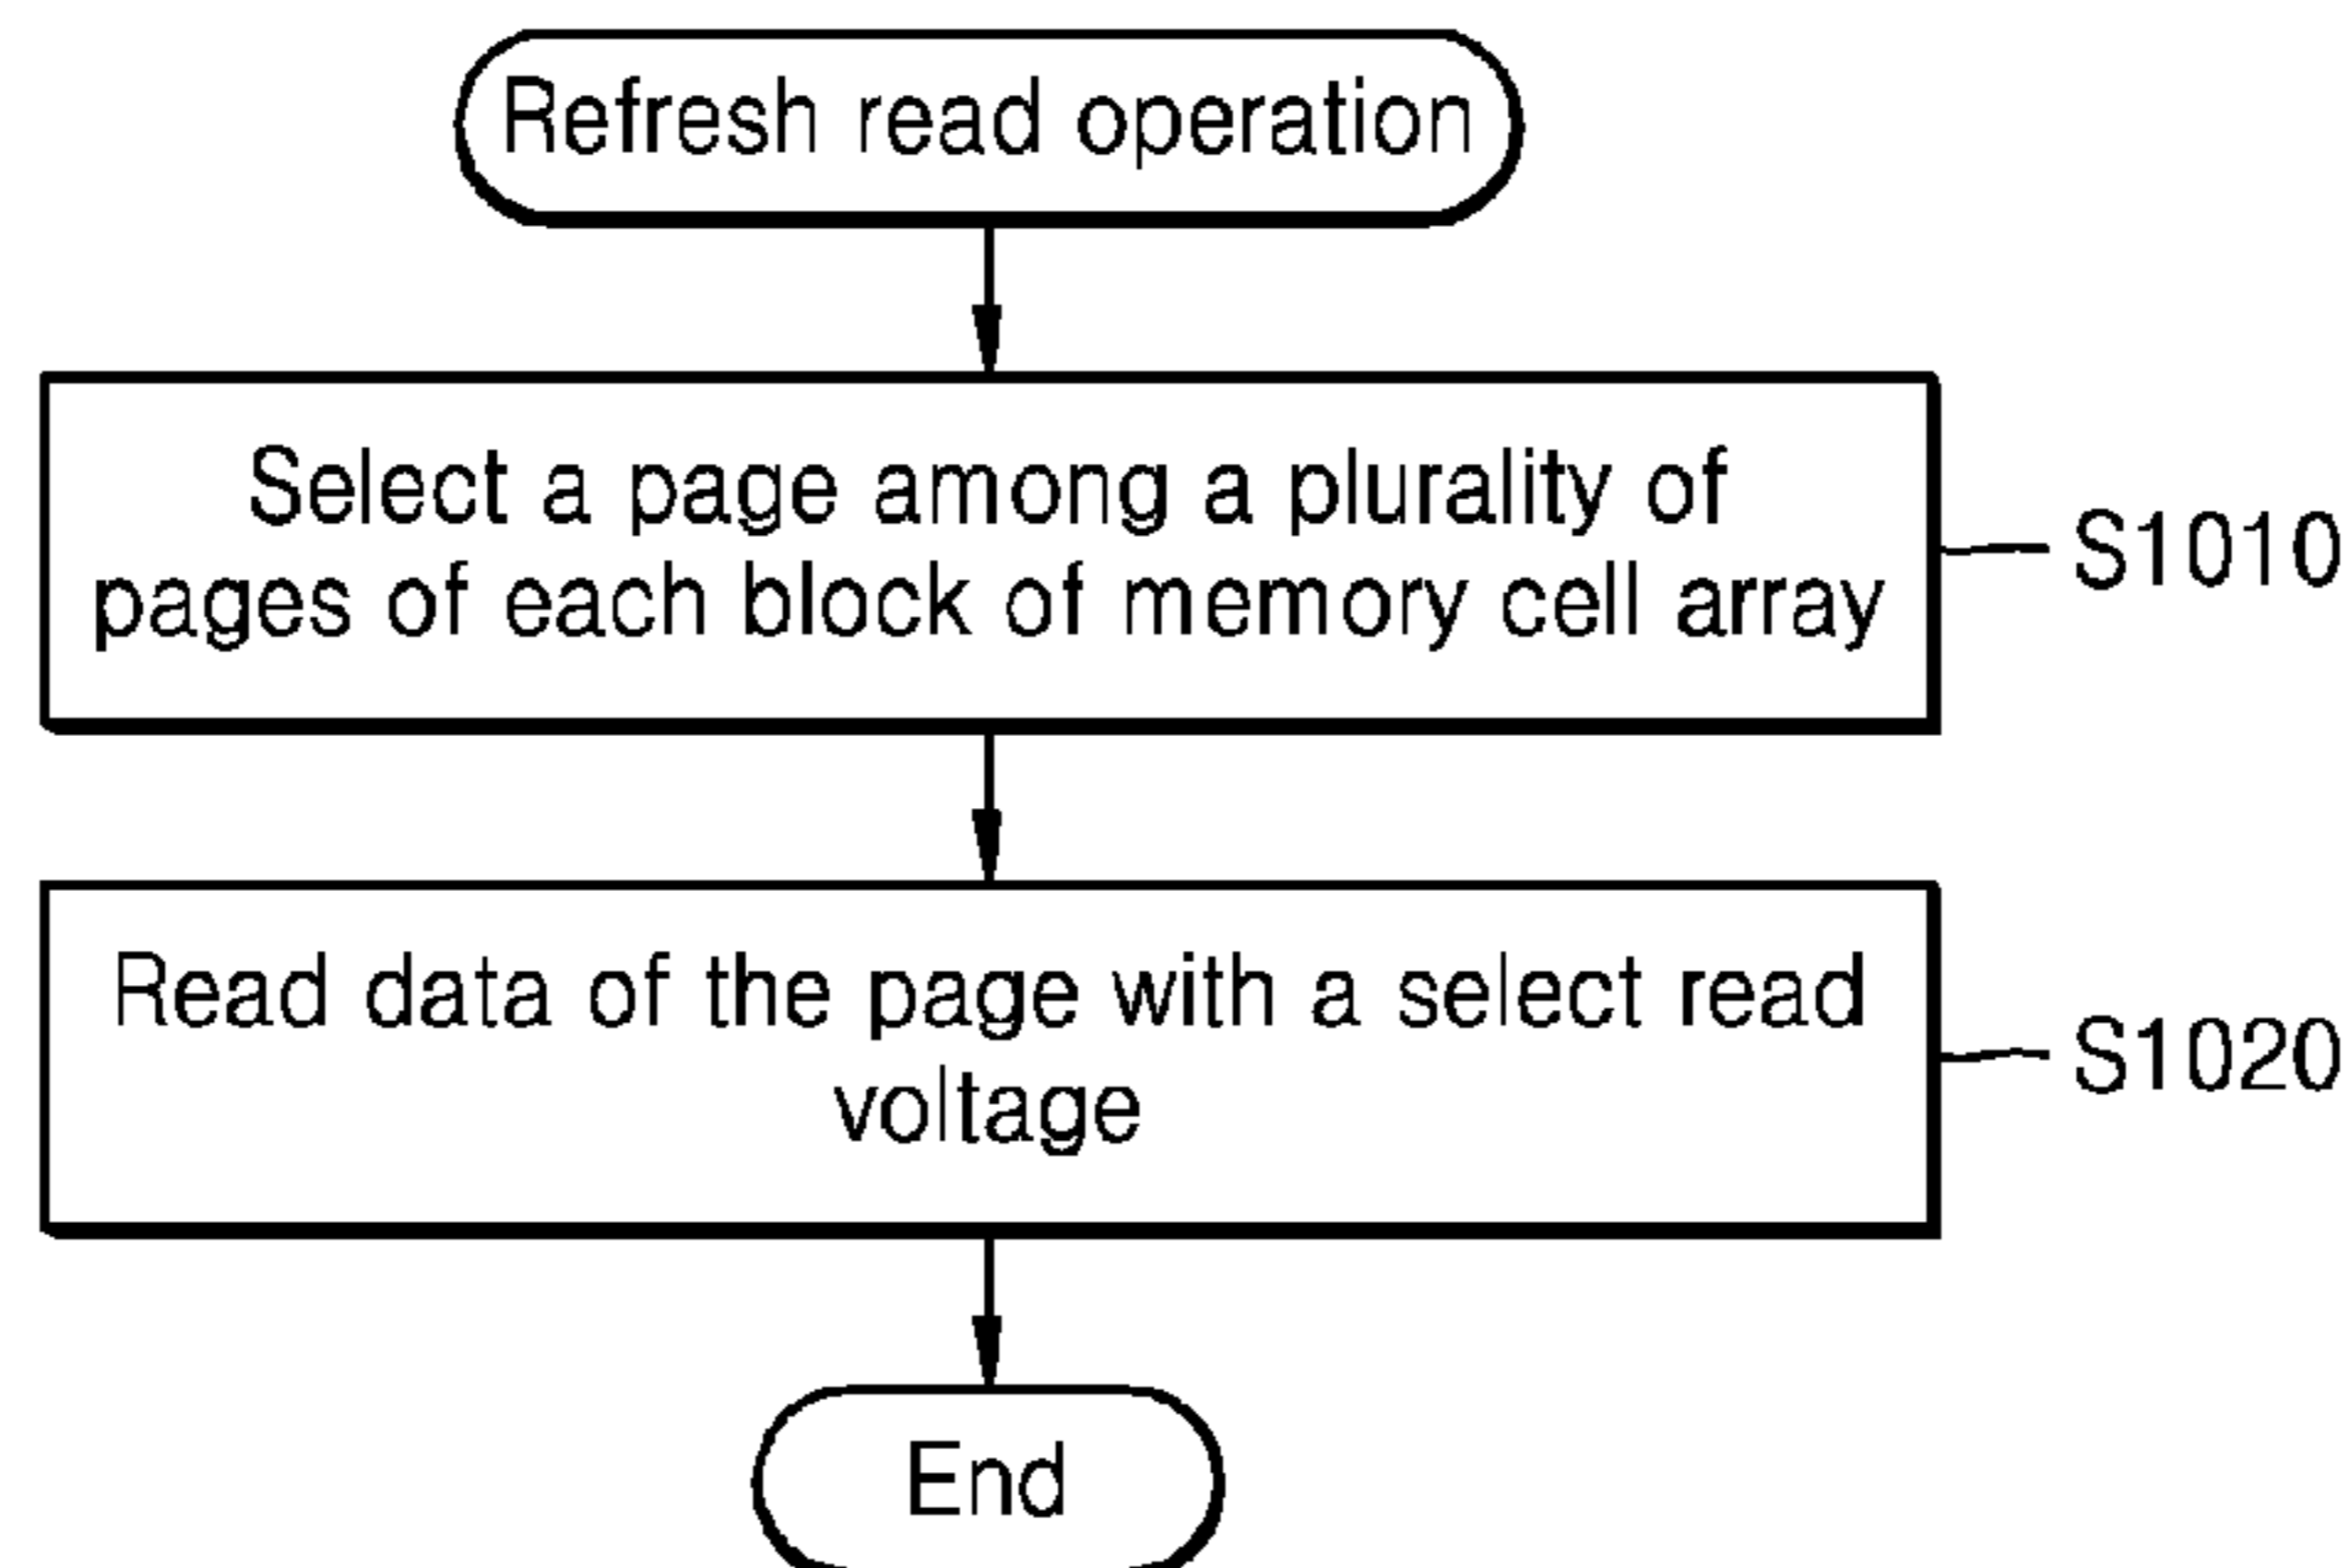 Refresh read operation
Select a page among a plurality of
pages of each block of memory cell array
S1010
Read data of the page with a select read
voltage
S1020
End